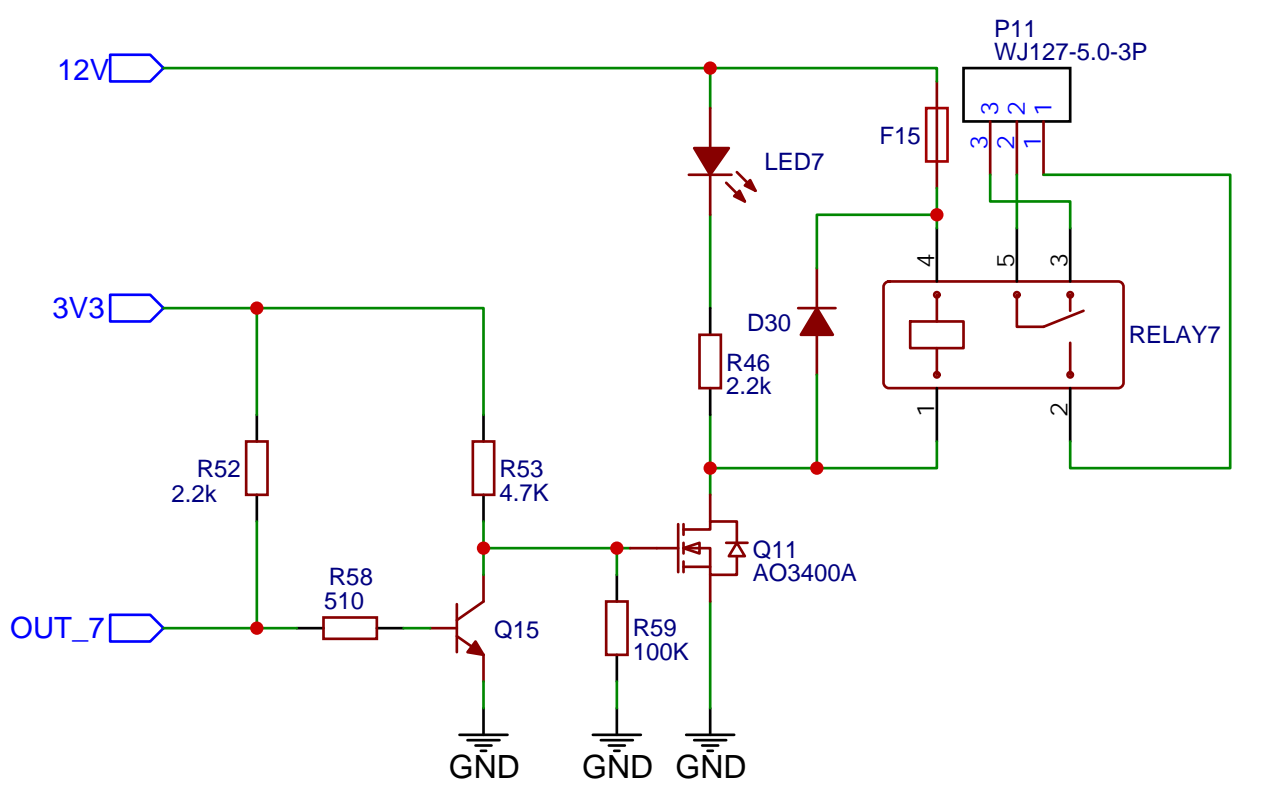 P11
WJ127-5.0-3P
12V
3 2 1
F15
3 2 1
LED7
4 5 3
3V3
D30
RELAY7
R46
2.2k
1 2
R52
2.2k
R53
4.7K
Q11
AO3400A
R58
510
OUT_7
Q15
R59
100K
GND GND GND